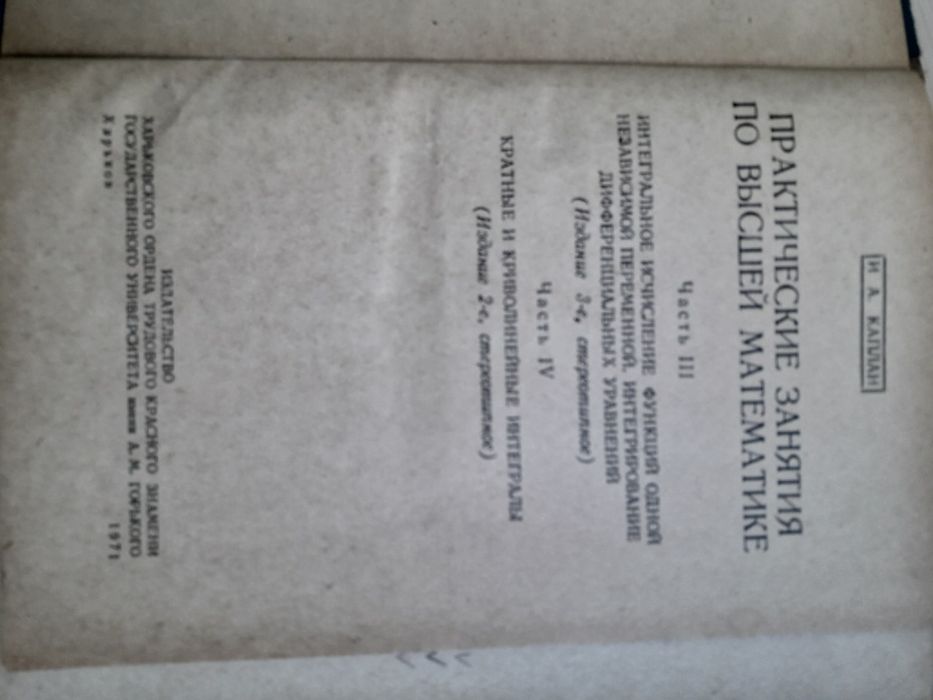 И. А. КАПЛАН
ПРАКТИЧЕСКИЕ ЗАНЯТИЯ
ПО ВЫСШЕЙ МАТЕМАТИКЕ
Часть III
ИНТЕГРАЛЬНОЕ ИСЧИСЛЕНИЕ ФУНКЦИЙ ОДНОЙ
НЕЗАВИСИМОЙ ПЕРЕМЕННОЙ, ИНТЕГРИРОВАНИЕ
ДИФФЕРЕНЦИАЛЬНЫХ УРАВНЕНИЙ
(Издание 3-е, стереотипное)
Часть IV
КРАТНЫЕ И КРИВОЛИНЕЙНЫЕ ИНТЕГРАЛЫ
(Издание 2-е, стереотипное)
ИЗДАТЕЛЬСТВО
ХАРЬКОВСКОГО ОРДЕНА ТРУДОВОГО КРАСНОГО ЗНАМЕНИ
ГОСУДАРСТВЕННОГО УНИВЕРСИТЕТА имени А. М. ГОРЬКОГО
Харьков 1971